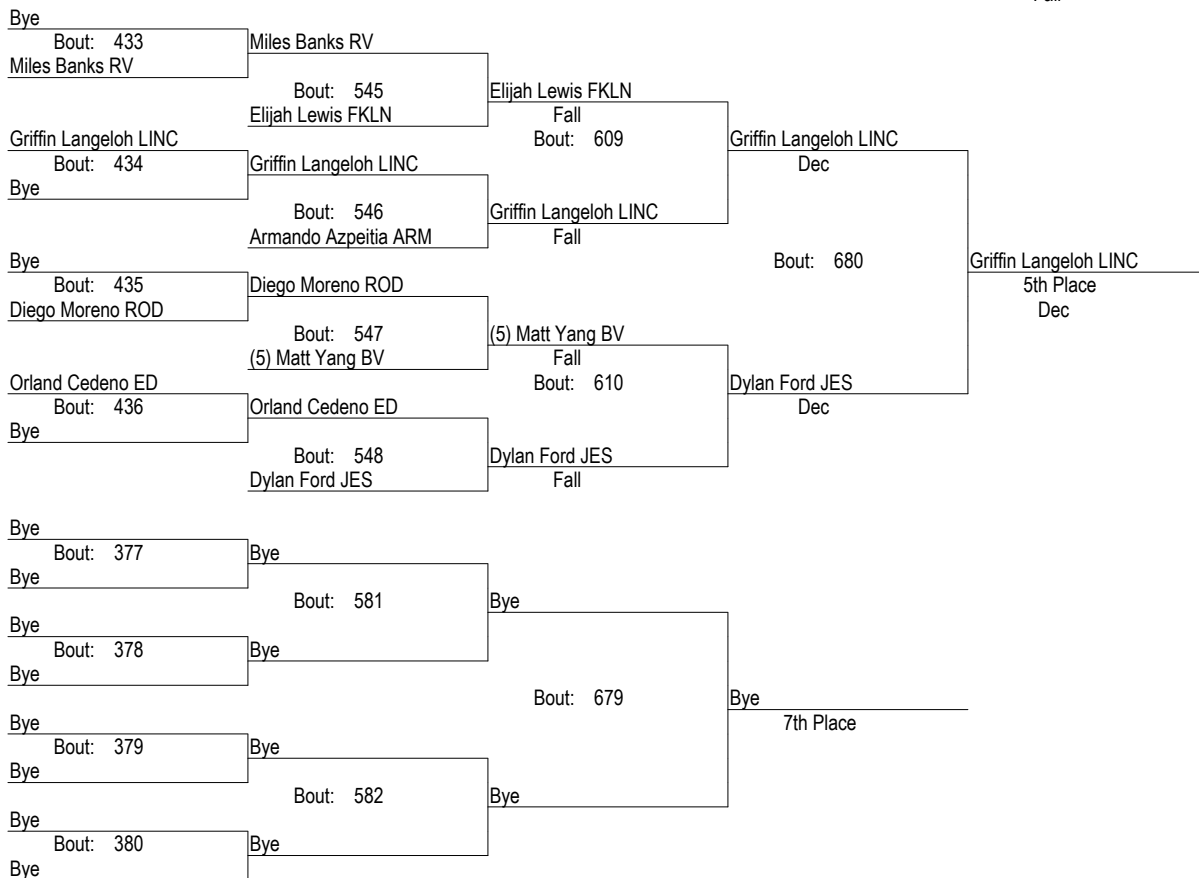 Fall
Bye
Bout: 433
Miles Banks RV
Miles Banks RV
Bout: 545
Elijah Lewis FKLN
Elijah Lewis FKLN
Fall
Bout: 609
Griffin Langeloh LINC
Bout: 434
Bye
Griffin Langeloh LINC
Bout: 546
Armando Azpeitia ARM
Griffin Langeloh LINC
Fall
Griffin Langeloh LINC
Dec
Bye
Bout: 435
Diego Moreno ROD
Diego Moreno ROD
Bout: 547
(5) Matt Yang BV
(5) Matt Yang BV
Fall
Bout: 610
Orland Cedeno ED
Bout: 436
Bye
Orland Cedeno ED
Bout: 548
Dylan Ford JES
Dylan Ford JES
Fall
Dylan Ford JES
Dec
Bout: 680
Griffin Langeloh LINC
5th Place
Dec
Bye
Bout: 377
Bye
Bye
Bout: 581
Bye
Bout: 378
Bye
Bye
Bye
Bye
Bout: 379
Bye
Bye
Bout: 582
Bye
Bout: 380
Bye
Bye
Bye
Bout: 679
Bye
7th Place